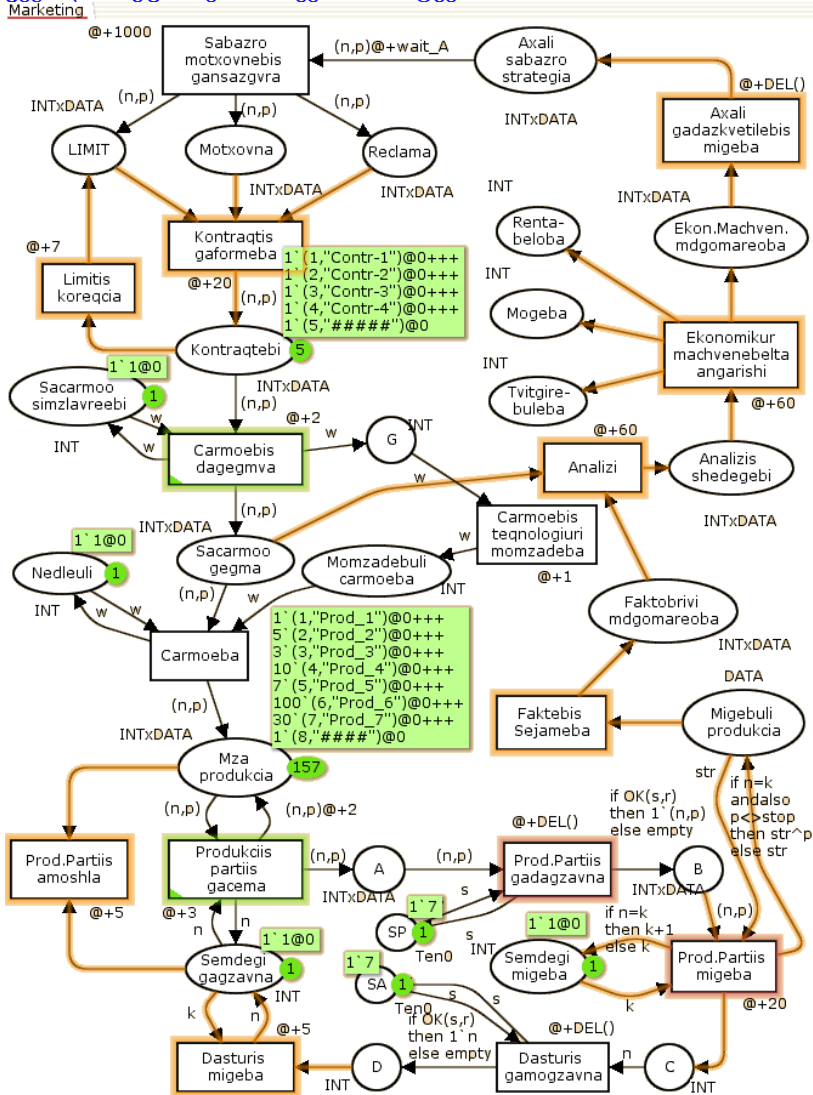 Marketing
@+1000
Sabazro
motxovnebis
gansazgvra
(n,p)@+wait_A
Axali
sabazro
strategia
INTxDATA
@+DEL()
Axali
gadazkvetilebis
migeba
INTxDATA
(n,p)
(n,p)
(n,p)
LIMIT
Motxovna
Reclama
INTxDATA
INTxDATA
INT
INTxDATA
Renta-
beloba
Ekon.Machven.
mdgomareoba
@+7
Limitis
koreqcia
Kontraqtis
gaformeba
@+20
(n,p)
1`(1,"Contr-1")@0+++
1`(2,"Contr-2")@0+++
1`(3,"Contr-3")@0+++
1`(4,"Contr-4")@0+++
1`(5,"#####")@0
INT
Mogeba
Ekonomikur
machvenebelta
angarishi
@+60
INT
Tvitgire-
buleba
Kontraqtebi
5
INTxDATA
1`1@0
Sacarmoo
simzlavreebi
1
INT
w
w
(n,p)
@+2
Carmoebis
dagegmva
w
G
INT
@+60
Analizi
Analizis
shedegebi
INTxDATA
(n,p)
w
INTxDATA
Sacarmoo
gegma
Carmoebis
teqnologiuri
momzadeba
@+1
w
Momzadebuli
carmoeba
INT
1`1@0
Nedleuli
1
INT
w
w
(n,p)
w
Carmoeba
Faktobrivi
mdgomareoba
INTxDATA
1`(1,"Prod_1")@0+++
5`(2,"Prod_2")@0+++
3`(3,"Prod_3")@0+++
10`(4,"Prod_4")@0+++
7`(5,"Prod_5")@0+++
100`(6,"Prod_6")@0+++
30`(7,"Prod_7")@0+++
1`(8,"####")@0
(n,p)
INTxDATA
Mza
produkcia
157
DATA
Faktebis
Sejameba
Migebuli
produkcia
str
if n=k
andalso
p<>stop
then str^p
else str
(n,p)
(n,p)@+2
if OK(s,r)
then 1`(n,p)
else empty
@+DEL()
Prod.Partiis
amoshla
@+5
Produkciis
partiis
gacema
@+3
(n,p)
A
INTxDATA
(n,p)
Prod.Partiis
gadagzavna
(n,p)
B
INTxDATA
(n,p)
1`7
SP
1
Ten0
s
s
n
n
1`1@0
Semdegi
gagzavna
1
INT
1`7
SA
1
Ten0
s
s
1`1@0
INT
Semdegi
migeba
1
if n=k
then k+1
else k
k
Prod.Partiis
migeba
@+20
k
n
@+5
Dasturis
migeba
if OK(s,r)
then 1`n
else empty
@+DEL()
D
INT
Dasturis
gamogzavna
n
C
INT